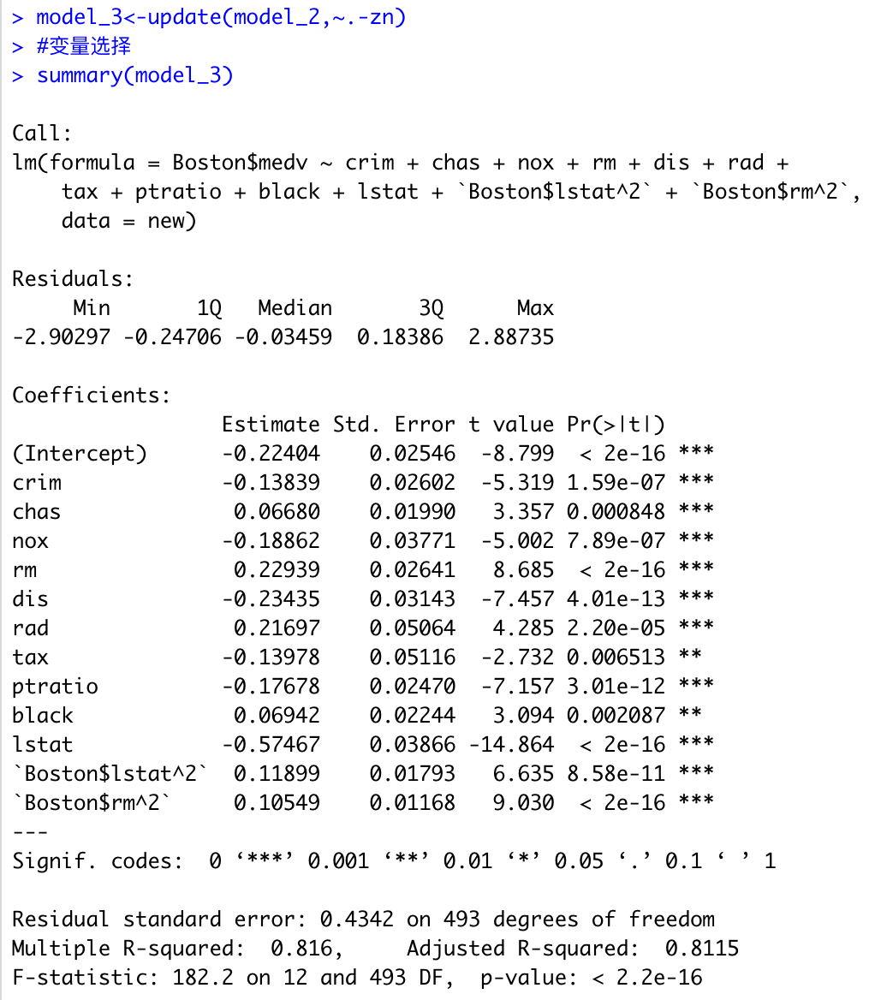 > model_3<-update(model_2,~.-zn)
> #变量选择
> summary(model_3)

Call:
lm(formula = Boston$medv ~ crim + chas + nox + rm + dis + rad +
    tax + ptratio + black + lstat + `Boston$lstat^2` + `Boston$rm^2`,
    data = new)

Residuals:
     Min       1Q   Median       3Q      Max
-2.90297 -0.24706 -0.03459  0.18386  2.88735

Coefficients:
                Estimate Std. Error t value Pr(>|t|)
(Intercept)     -0.22404    0.02546  -8.799  < 2e-16 ***
crim            -0.13839    0.02602  -5.319 1.59e-07 ***
chas             0.06680    0.01990   3.357 0.000848 ***
nox             -0.18862    0.03771  -5.002 7.89e-07 ***
rm               0.22939    0.02641   8.685  < 2e-16 ***
dis             -0.23435    0.03143  -7.457 4.01e-13 ***
rad              0.21697    0.05064   4.285 2.20e-05 ***
tax             -0.13978    0.05116  -2.732 0.006513 **
ptratio         -0.17678    0.02470  -7.157 3.01e-12 ***
black            0.06942    0.02244   3.094 0.002087 **
lstat           -0.57467    0.03866 -14.864  < 2e-16 ***
`Boston$lstat^2`  0.11899    0.01793   6.635 8.58e-11 ***
`Boston$rm^2`    0.10549    0.01168   9.030  < 2e-16 ***
---
Signif. codes:  0 ‘***’ 0.001 ‘**’ 0.01 ‘*’ 0.05 ‘.’ 0.1 ‘ ’ 1

Residual standard error: 0.4342 on 493 degrees of freedom
Multiple R-squared:  0.816,     Adjusted R-squared:  0.8115
F-statistic: 182.2 on 12 and 493 DF,  p-value: < 2.2e-16